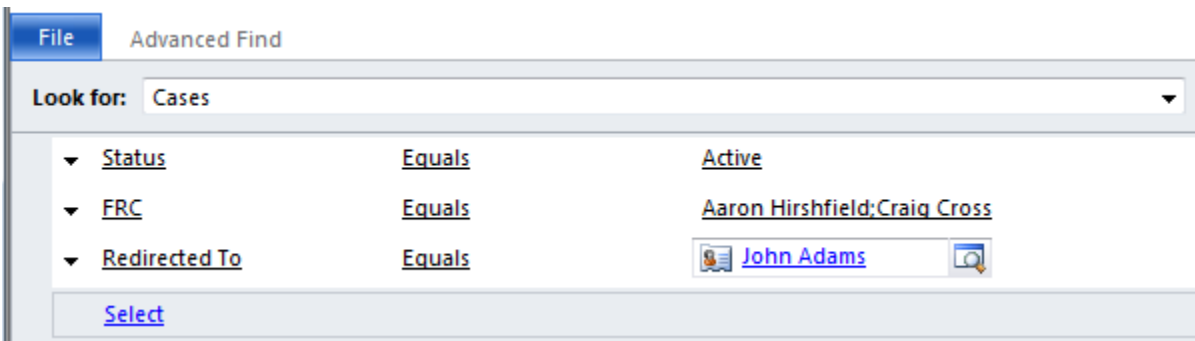 File Advanced Find
Look for: Cases
Status Equals Active
FRC Equals Aaron Hirshfield;Craig Cross
Redirected To Equals John Adams
Select